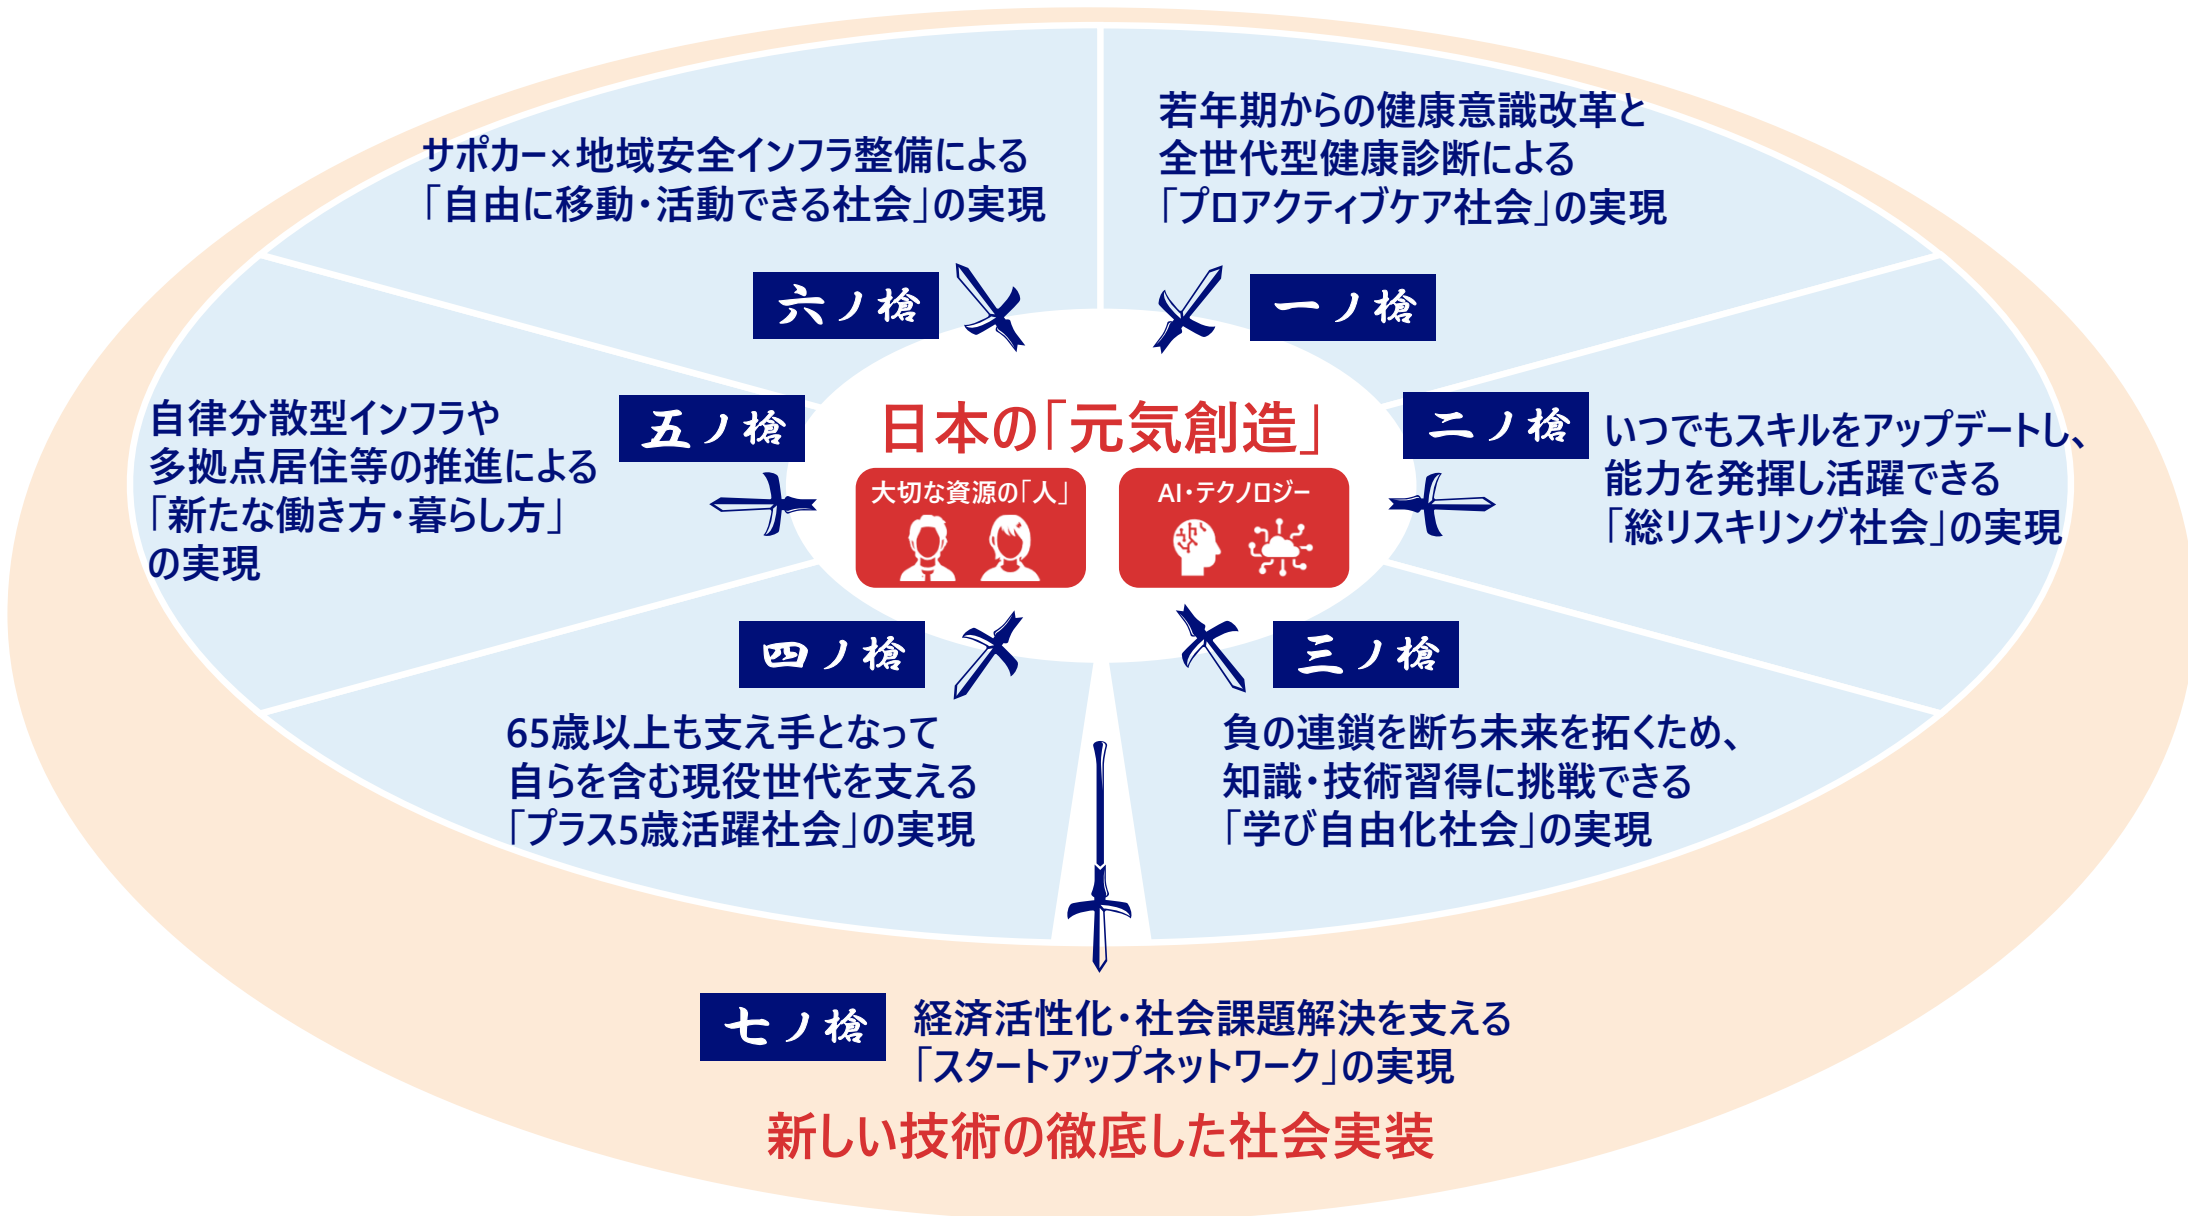 日本の「元気創造」
大切な資源の「人」
AI・テクノロジー
一ノ槍
若年期からの健康意識改革と
全世代型健康診断による
「プロアクティブケア社会」の実現
二ノ槍
いつでもスキルをアップデートし、
能力を発揮し活躍できる
「総リスキリング社会」の実現
三ノ槍
負の連鎖を断ち未来を拓くため、
知識・技術習得に挑戦できる
「学び自由化社会」の実現
四ノ槍
65歳以上も支え手となって
自らを含む現役世代を支える
「プラス5歳活躍社会」の実現
五ノ槍
自律分散型インフラや
多拠点居住等の推進による
「新たな働き方・暮らし方」
の実現
六ノ槍
サポカー×地域安全インフラ整備による
「自由に移動・活動できる社会」の実現
七ノ槍
経済活性化・社会課題解決を支える
「スタートアップネットワーク」の実現
新しい技術の徹底した社会実装